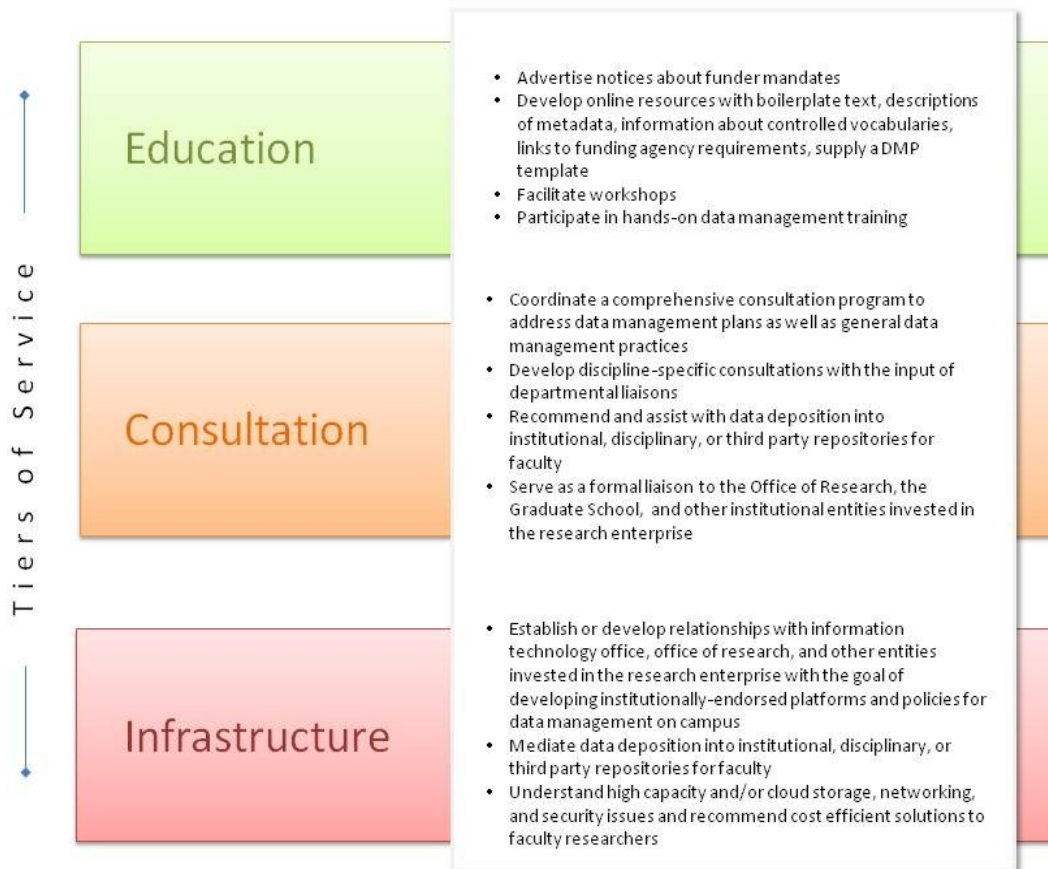 Tiers of Service
Education
• Advertise notices about funder mandates
• Develop online resources with boilerplate text, descriptions
of metadata, information about controlled vocabularies,
links to funding agency requirements, supply a DMP
template
• Facilitate workshops
• Participate in hands-on data management training
Consultation
• Coordinate a comprehensive consultation program to
address data management plans as well as general data
management practices
• Develop discipline-specific consultations with the input of
departmental liaisons
• Recommend and assist with data deposition into
institutional, disciplinary, or third party repositories for
faculty
• Serve as a formal liaison to the Office of Research, the
Graduate School, and other institutional entities invested in
the research enterprise
Infrastructure
• Establish or develop relationships with information
technology office, office of research, and other entities
invested in the research enterprise with the goal of
developing institutionally-endorsed platforms and policies for
data management on campus
• Mediate data deposition into institutional, disciplinary, or
third party repositories for faculty
• Understand high capacity and/or cloud storage, networking,
and security issues and recommend cost efficient solutions to
faculty researchers